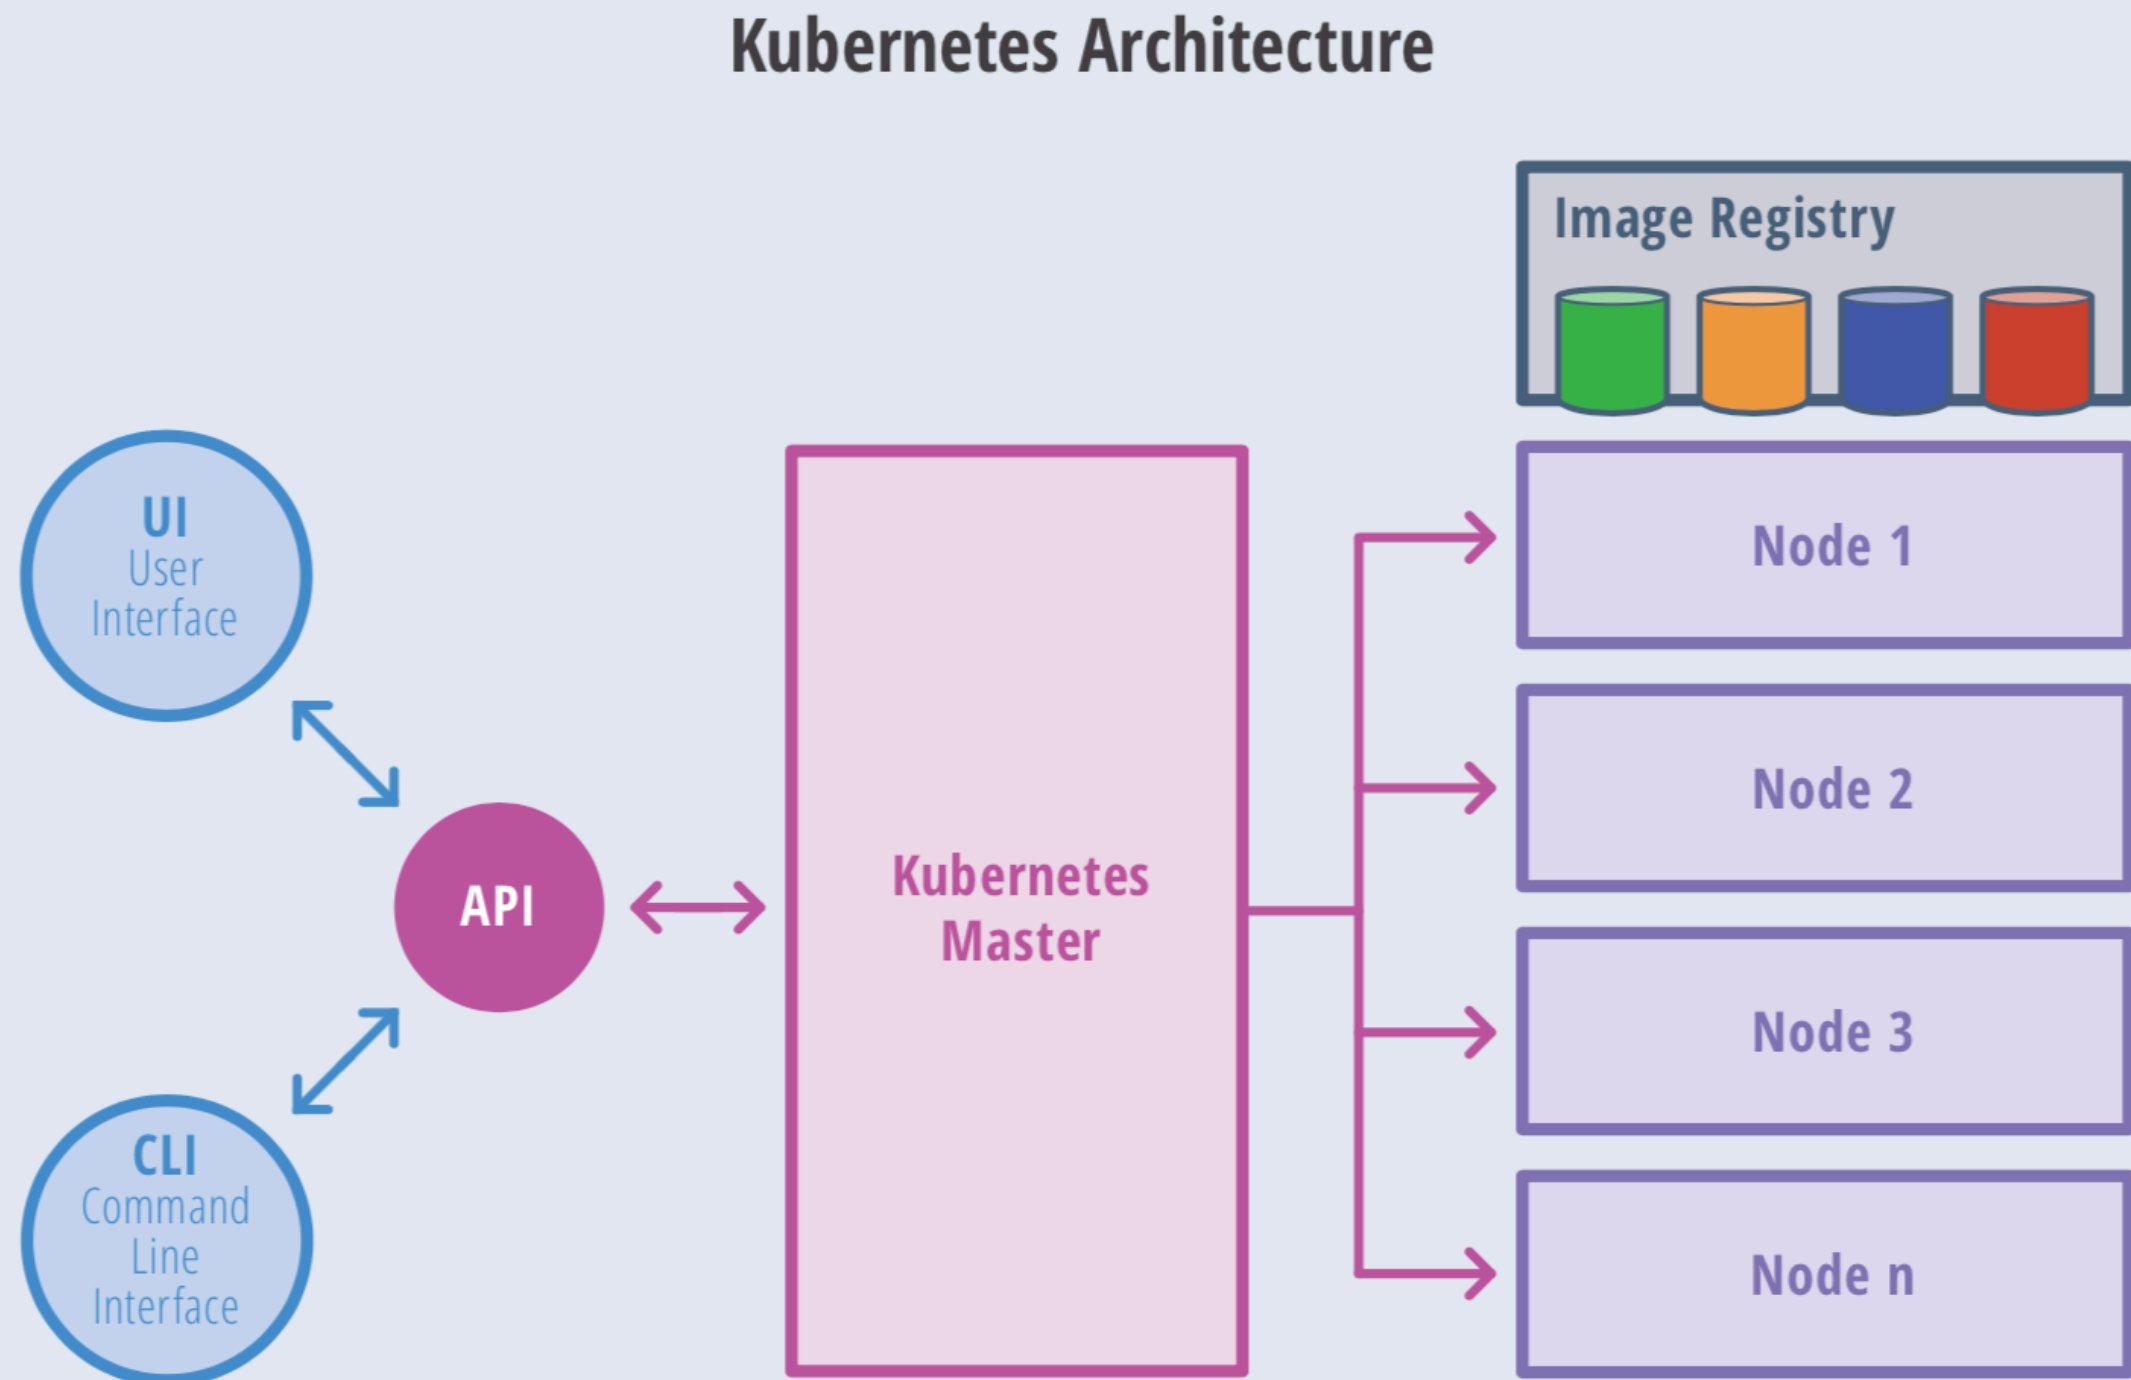 Kubernetes Architecture
Image Registry
UI
User
Interface
API
CLI
Command
Line
Interface
Kubernetes
Master
Node 1
Node 2
Node 3
Node n